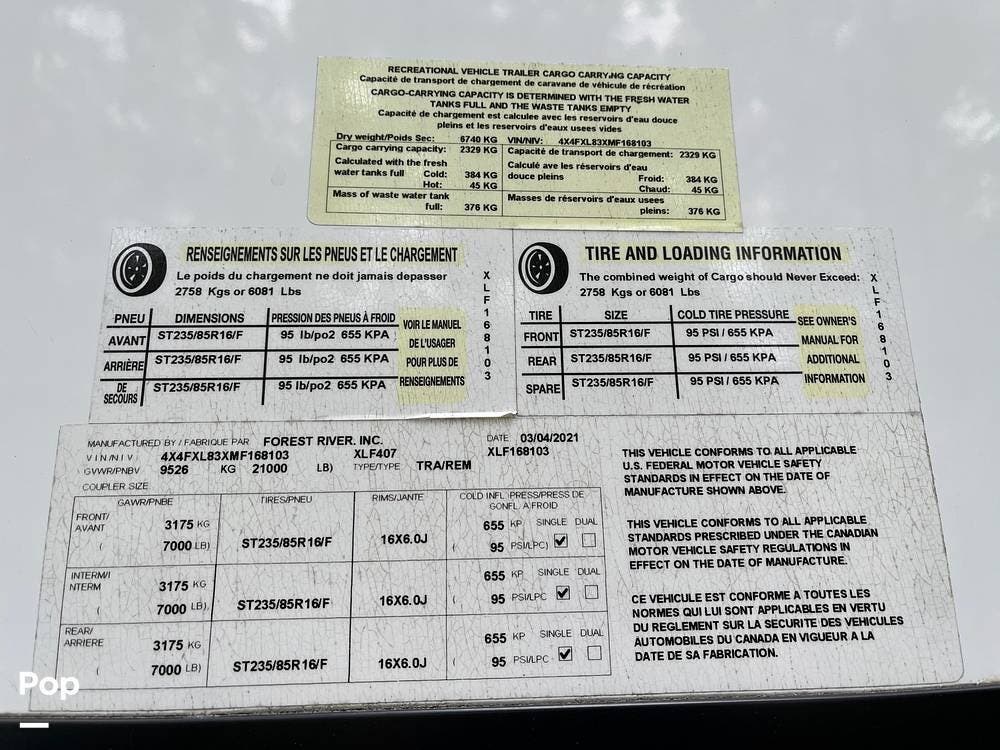 RECREATIONAL VEHICLE TRAILER CARGO CARRYING CAPACITY
Capacité de transport de chargement de caravane de véhicule de récréation
CARGO-CARRYING CAPACITY IS DETERMINED WITH THE FRESH WATER
TANKS FULL AND THE WASTE TANKS EMPTY
Capacité de chargement est calculee avec les reservoirs d'eau douce
pleins et les reservoirs d'eaux usees vides
Dry weight/Poids Sec: 6740 KG VIN/NIV: 4X4FXL83XMF168103
Cargo carrying capacity: 2329 KG Capacité de transport de chargement: 2329 KG
Calculated with the fresh
water tanks full Cold: 384 KG
Hot: 45 KG
Calculé ave les réservoirs d'eau
douce pleins Froid: 384 KG
Chaud: 45 KG
Mass of waste water tank
full: 376 KG
Masses de réservoirs d'eaux usees
pleins: 376 KG
RENSEIGNEMENTS SUR LES PNEUS ET LE CHARGEMENT
Le poids du chargement ne doit jamais depasser
2758 Kgs or 6081 Lbs
PNEU DIMENSIONS PRESSION DES PNEUS À FROID
AVANT ST235/85R16/F 95 lb/po2 655 KPA
ARRIÈRE ST235/85R16/F 95 lb/po2 655 KPA
DE
SECOURS ST235/85R16/F 95 lb/po2 655 KPA
VOIR LE MANUEL
DE L'USAGER
POUR PLUS DE
RENSEIGNEMENTS
XLF168103
TIRE AND LOADING INFORMATION
The combined weight of Cargo should Never Exceed:
2758 Kgs or 6081 Lbs
TIRE SIZE COLD TIRE PRESSURE
FRONT ST235/85R16/F 95 PSI / 655 KPA
REAR ST235/85R16/F 95 PSI / 655 KPA
SPARE ST235/85R16/F 95 PSI / 655 KPA
SEE OWNER'S
MANUAL FOR
ADDITIONAL
INFORMATION
XLF168103
MANUFACTURED BY / FABRIQUE PAR FOREST RIVER. INC. DATE 03/04/2021
VIN/NIV) 4X4FXL83XMF168103 XLF407 XLF168103
GVWR/PNBV 9526 KG 21000 LB) TYPE/TYPE TRA/REM
COUPLER SIZE
GAWR/PNBE TIRES/PNEU RIMS/JANTE COLD INFL PRESS/PRESS DE
GONFL. A FROID
FRONT/
AVANT 3175 KG 655 KP SINGLE DUAL
( 7000 LB) ST235/85R16/F 16X6.0J ( 95 PSI/LPC)
INTERM/I
NTERM 3175 KG 655 KP SINGLE DUAL
( 7000 LB) ST235/85R16/F 16X6.0J ( 95 PSI/LPC
REAR/
ARRIERE 3175 KG 655 KP SINGLE DUAL
( 7000 LB) ST235/85R16/F 16X6.0J ( 95 PSI/LPC
THIS VEHICLE CONFORMS TO ALL APPLICABLE
U.S. FEDERAL MOTOR VEHICLE SAFETY
STANDARDS IN EFFECT ON THE DATE OF
MANUFACTURE SHOWN ABOVE.
THIS VEHICLE CONFORMS TO ALL APPLICABLE
STANDARDS PRESCRIBED UNDER THE CANADIAN
MOTOR VEHICLE SAFETY REGULATIONS IN
EFFECT ON THE DATE OF MANUFACTURE.
CE VEHICULE EST CONFORME A TOUTES LES
NORMES QUI LUI SONT APPLICABLES EN VERTU
DU REGLEMENT SUR LA SECURITE DES VEHICULES
AUTOMOBILES DU CANADA EN VIGUEUR A LA
DATE DE SA FABRICATION.
Pop